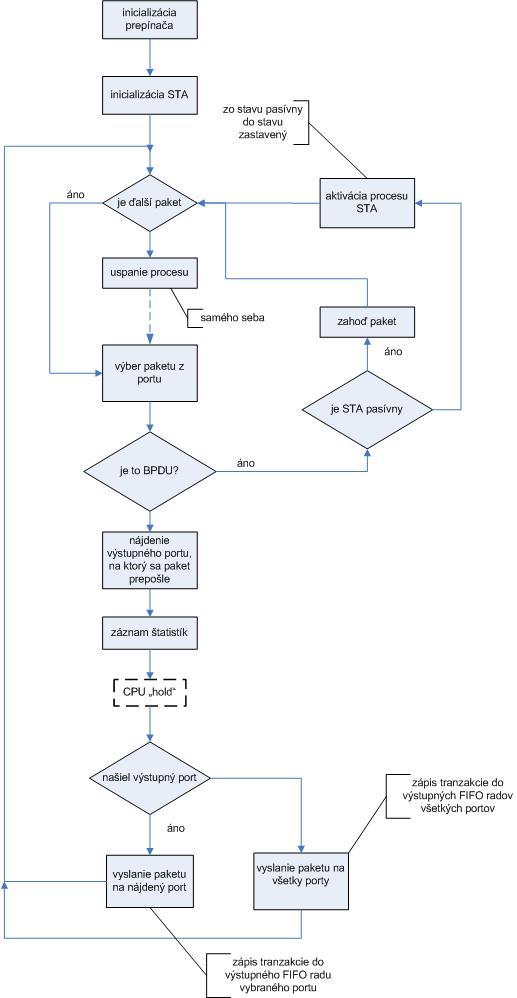 inicializácia
prepínača
inicializácia STA
zo stavu pasívny
do stavu
zastavený
áno
je ďalší paket
aktivácia procesu
STA
uspanie procesu
samého seba
zahoď paket
áno
výber paketu z
portu
je STA pasívny
je to BPDU?
áno
nájdenie
výstupného portu,
na ktorý sa paket
prepošle
záznam štatistík
CPU „hold“
našiel výstupný port
zápis tranzakcie do
výstupných FIFO radov
všetkých portov
áno
vyslanie paketu
na nájdený port
vyslanie paketu na
všetky porty
zápis tranzakcie do
výstupného FIFO radu
vybraného portu